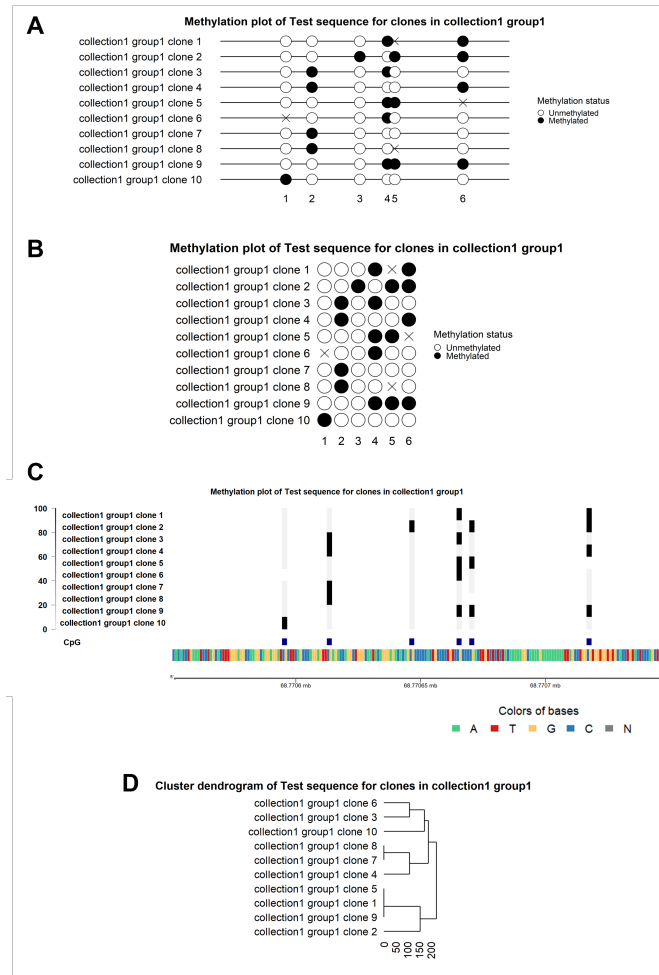 A
Methylation plot of Test sequence for clones in collection1 group1
collection1 group1 clone 1
collection1 group1 clone 2
collection1 group1 clone 3
collection1 group1 clone 4
collection1 group1 clone 5
collection1 group1 clone 6
collection1 group1 clone 7
collection1 group1 clone 8
collection1 group1 clone 9
collection1 group1 clone 10
Methylation status
Unmethylated
Methylated
1 2 3 45 6
B
Methylation plot of Test sequence for clones in collection1 group1
collection1 group1 clone 1
collection1 group1 clone 2
collection1 group1 clone 3
collection1 group1 clone 4
collection1 group1 clone 5
collection1 group1 clone 6
collection1 group1 clone 7
collection1 group1 clone 8
collection1 group1 clone 9
collection1 group1 clone 10
Methylation status
Unmethylated
Methylated
1 2 3 4 5 6
C
Methylation plot of Test sequence for clones in collection1 group1
100
80
60
40
20
0
collection1 group1 clone 1
collection1 group1 clone 2
collection1 group1 clone 3
collection1 group1 clone 4
collection1 group1 clone 5
collection1 group1 clone 6
collection1 group1 clone 7
collection1 group1 clone 8
collection1 group1 clone 9
collection1 group1 clone 10
CpG
68.7706 mb 68.77065 mb 68.7707 mb
Colors of bases
A T G C N
D
Cluster dendrogram of Test sequence for clones in collection1 group1
collection1 group1 clone 6
collection1 group1 clone 3
collection1 group1 clone 10
collection1 group1 clone 8
collection1 group1 clone 7
collection1 group1 clone 4
collection1 group1 clone 5
collection1 group1 clone 1
collection1 group1 clone 9
collection1 group1 clone 2
0 50 100 150 200